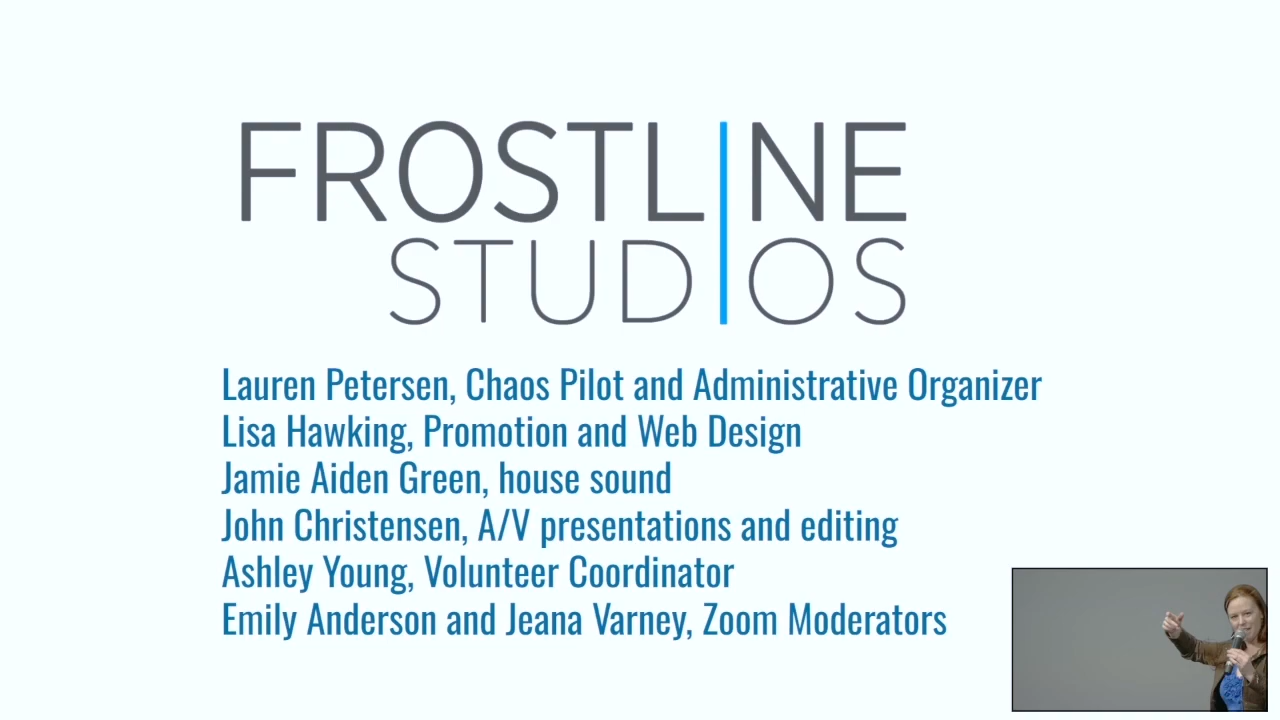 FROSTLINE
STUDIOS
Lauren Petersen, Chaos Pilot and Administrative Organizer
Lisa Hawking, Promotion and Web Design
Jamie Aiden Green, house sound
John Christensen, A/V presentations and editing
Ashley Young, Volunteer Coordinator
Emily Anderson and Jeana Varney, Zoom Moderators